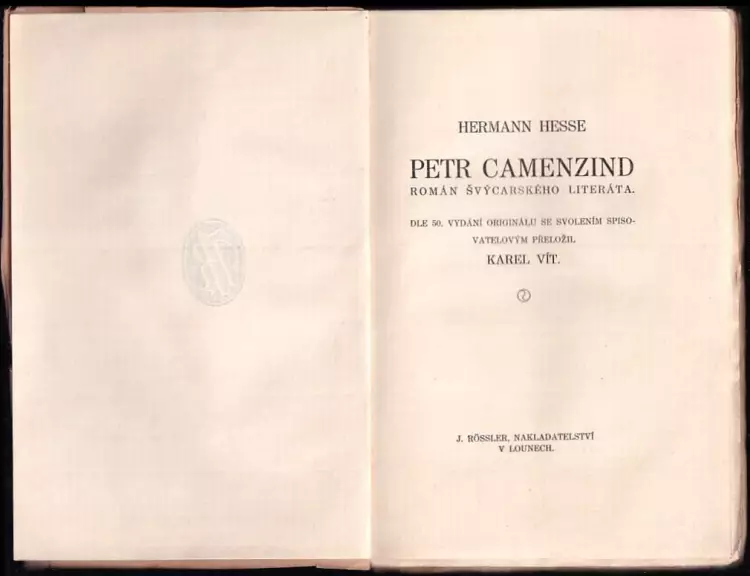 HERMANN HESSE
PETR CAMENZIND
ROMÁN ŠVÝCARSKÉHO LITERÁTA.
DLE 50. VYDÁNÍ ORIGINÁLU SE SVOLENÍM SPISO-
VATELOVÝM PŘELOŽIL
KAREL VÍT.
J. RÖSSLER, NAKLADATELSTVÍ
V LOUNECH.